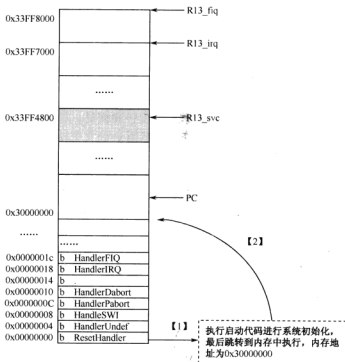 0x33FF8000
R13_fiq
R13_irq
0x33FF7000
......
0x33FF4800
R13_svc
......
PC
0x30000000
......
......
【2】
0x0000001c b HandlerFIQ
0x00000018 b HandlerIRQ
0x00000014 b
0x00000010 b HandlerDabort
0x0000000C b HandlerPabort
0x00000008 b HandleSWI
0x00000004 b HandlerUndef
0x00000000 b ResetHandler
【1】
执行启动代码进行系统初始化，
最后跳转到内存中执行，内存地
址为0x30000000